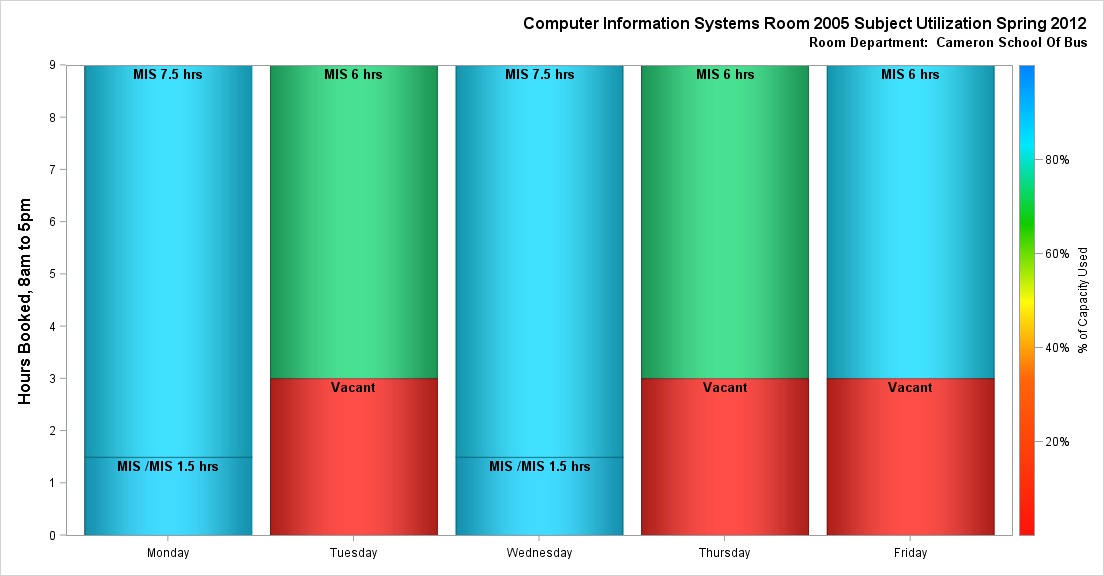 Computer Information Systems Room 2005 Subject Utilization Spring 2012
Room Department:  Cameron School Of Bus
Hours Booked, 8am to 5pm
9
8
7
6
5
4
3
2
1
0
MIS 7.5 hrs
MIS 6 hrs
MIS 7.5 hrs
MIS 6 hrs
MIS 6 hrs
Vacant
Vacant
Vacant
MIS /MIS 1.5 hrs
MIS /MIS 1.5 hrs
Monday
Tuesday
Wednesday
Thursday
Friday
80%
60%
40%
20%
% of Capacity Used